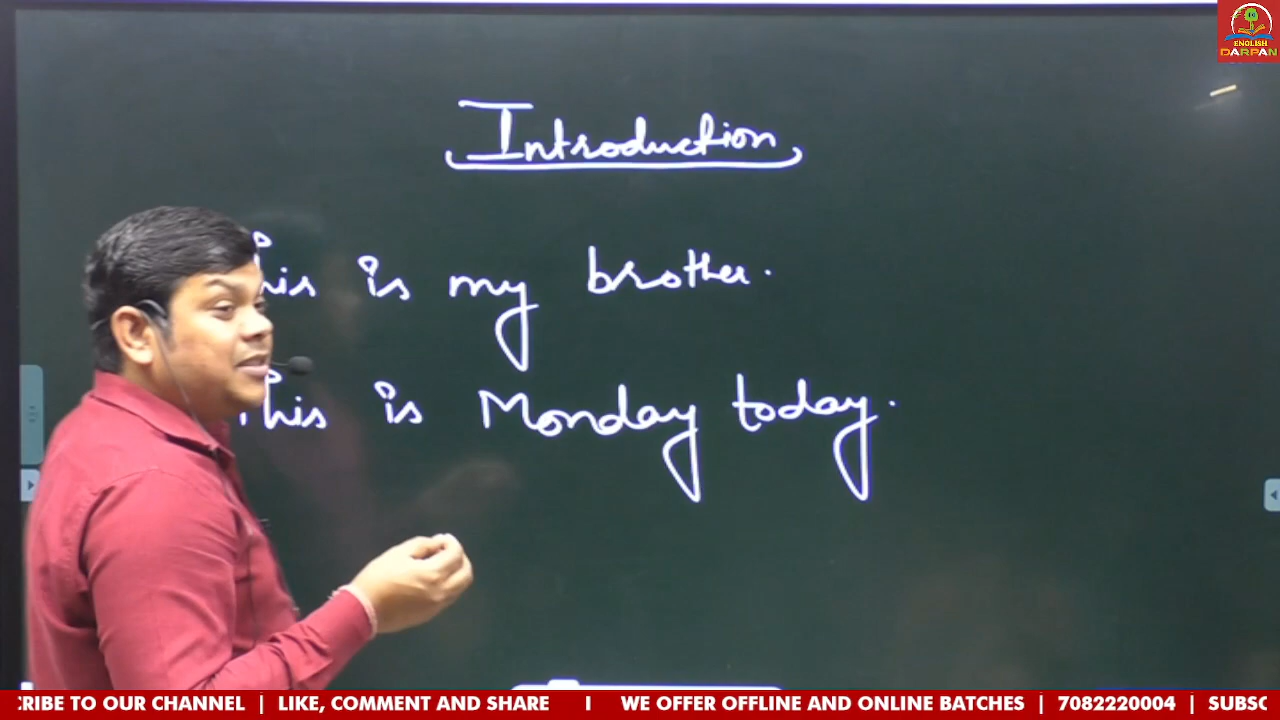 ENGLISH
DARPAN
Introduction
his is my brother.
This is Monday today.
CRIBE TO OUR CHANNEL | LIKE, COMMENT AND SHARE I WE OFFER OFFLINE AND ONLINE BATCHES | 7082220004 | SUBSC